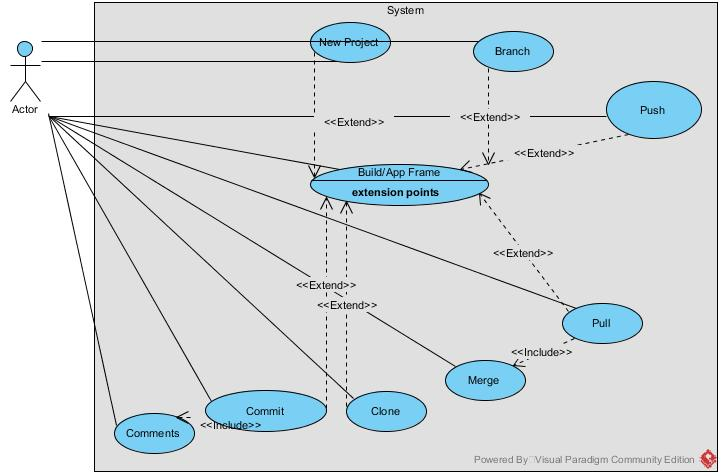 System
New Project
Branch
Actor
Push
<<Extend>>
<<Extend>>
<<Extend>>
Build/App Frame
extension points
<<Extend>>
<<Extend>>
<<Extend>>
Pull
<<Include>>
Merge
Commit
Clone
<<Include>>
Comments
Powered By Visual Paradigm Community Edition